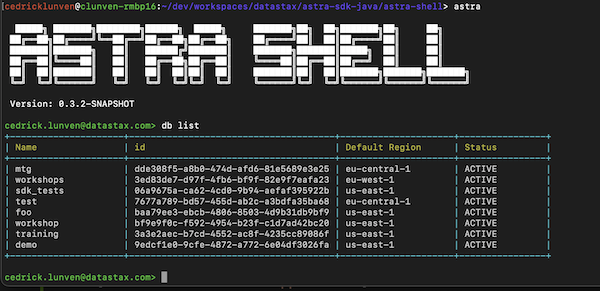 [cedricklunven@clunven-rmbp16:~/dev/workspaces/datastax/astra-sdk-java/astra-shell> astra
ASTRA SHELL
Version: 0.3.2-SNAPSHOT
cedrick.lunven@datastax.com> db list
Name id Default Region Status
mtg dde308f5-a8b0-474d-afd6-81e5689e3e25 eu-central-1 ACTIVE
workshops 3ed83de7-d97f-4fb6-bf9f-82e9f7eafa23 eu-west-1 ACTIVE
sdk_tests 06a9675a-ca62-4cd0-9b94-aefaf395922b us-east-1 ACTIVE
test 7677a789-bd57-455d-ab2c-a3bdfa35ba68 eu-central-1 ACTIVE
foo baa79ee3-ebcb-4806-8503-4d9b31db9bf9 us-east-1 ACTIVE
workshop bf9e9f0c-f592-4954-b23f-c1d7ad42bc20 us-east-1 ACTIVE
training 3a3e2aec-b7cd-4552-ac8f-4235cc89086f us-east-1 ACTIVE
demo 9edcf1e0-9cfe-4872-a772-6e04df3026fa us-east-1 ACTIVE
cedrick.lunven@datastax.com>